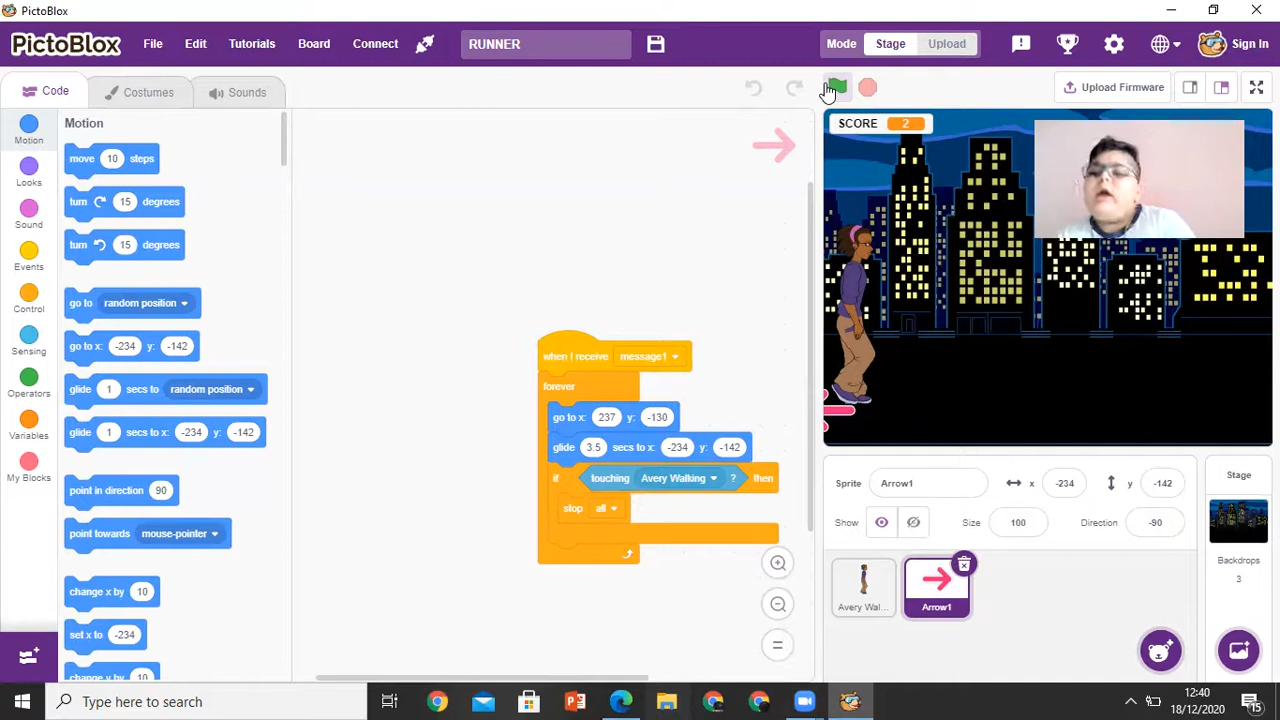 PictoBlox
PictoBlox File Edit Tutorials Board Connect RUNNER Mode Stage Upload Sign In
Code Costumes Sounds Upload Firmware
Motion
Motion
Looks
Sound
Events
Control
Sensing
Operators
Variables
My Blocks
move 10 steps
turn 15 degrees
turn 15 degrees
go to random position
go to x: -234 y: -142
glide 1 secs to random position
glide 1 secs to x: -234 y: -142
point in direction 90
point towards mouse-pointer
change x by 10
set x to -234
change x by 10
when I receive message1
forever
go to x: 237 y: -130
glide 3.5 secs to x: -234 y: -142
if touching Avery Walking ? then
stop all
SCORE 2
Sprite Arrow1 x -234 y -142
Show Size 100 Direction -90
Avery Wal...
Arrow1
Stage
Backdrops
3
Type here to search
12:40
18/12/2020
15